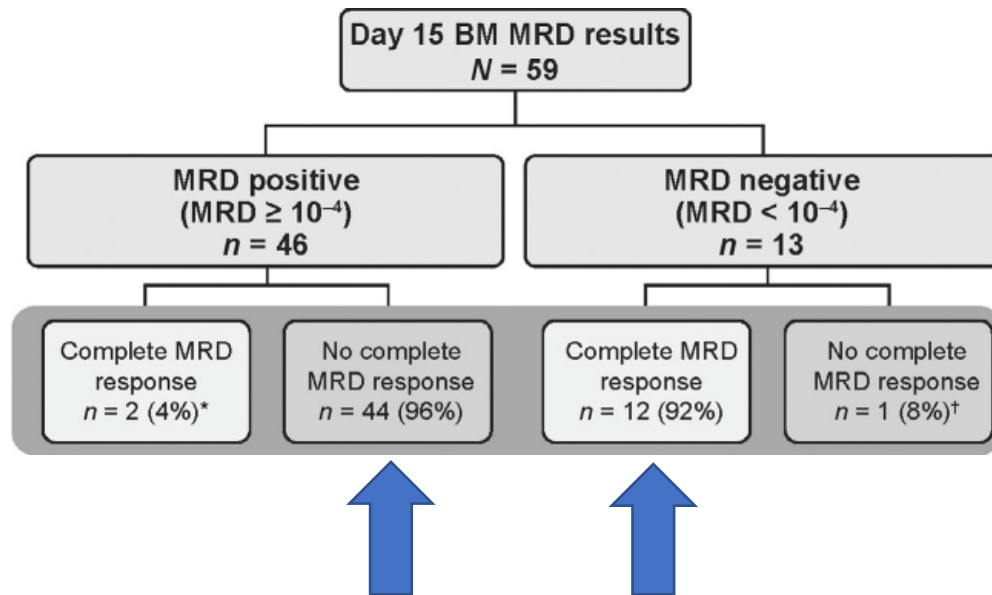 Day 15 BM MRD results
N = 59
MRD positive
(MRD ≥ 10⁻⁴)
n = 46
MRD negative
(MRD < 10⁻⁴)
n = 13
Complete MRD
response
n = 2 (4%)*
No complete
MRD response
n = 44 (96%)
Complete MRD
response
n = 12 (92%)
No complete
MRD response
n = 1 (8%)†